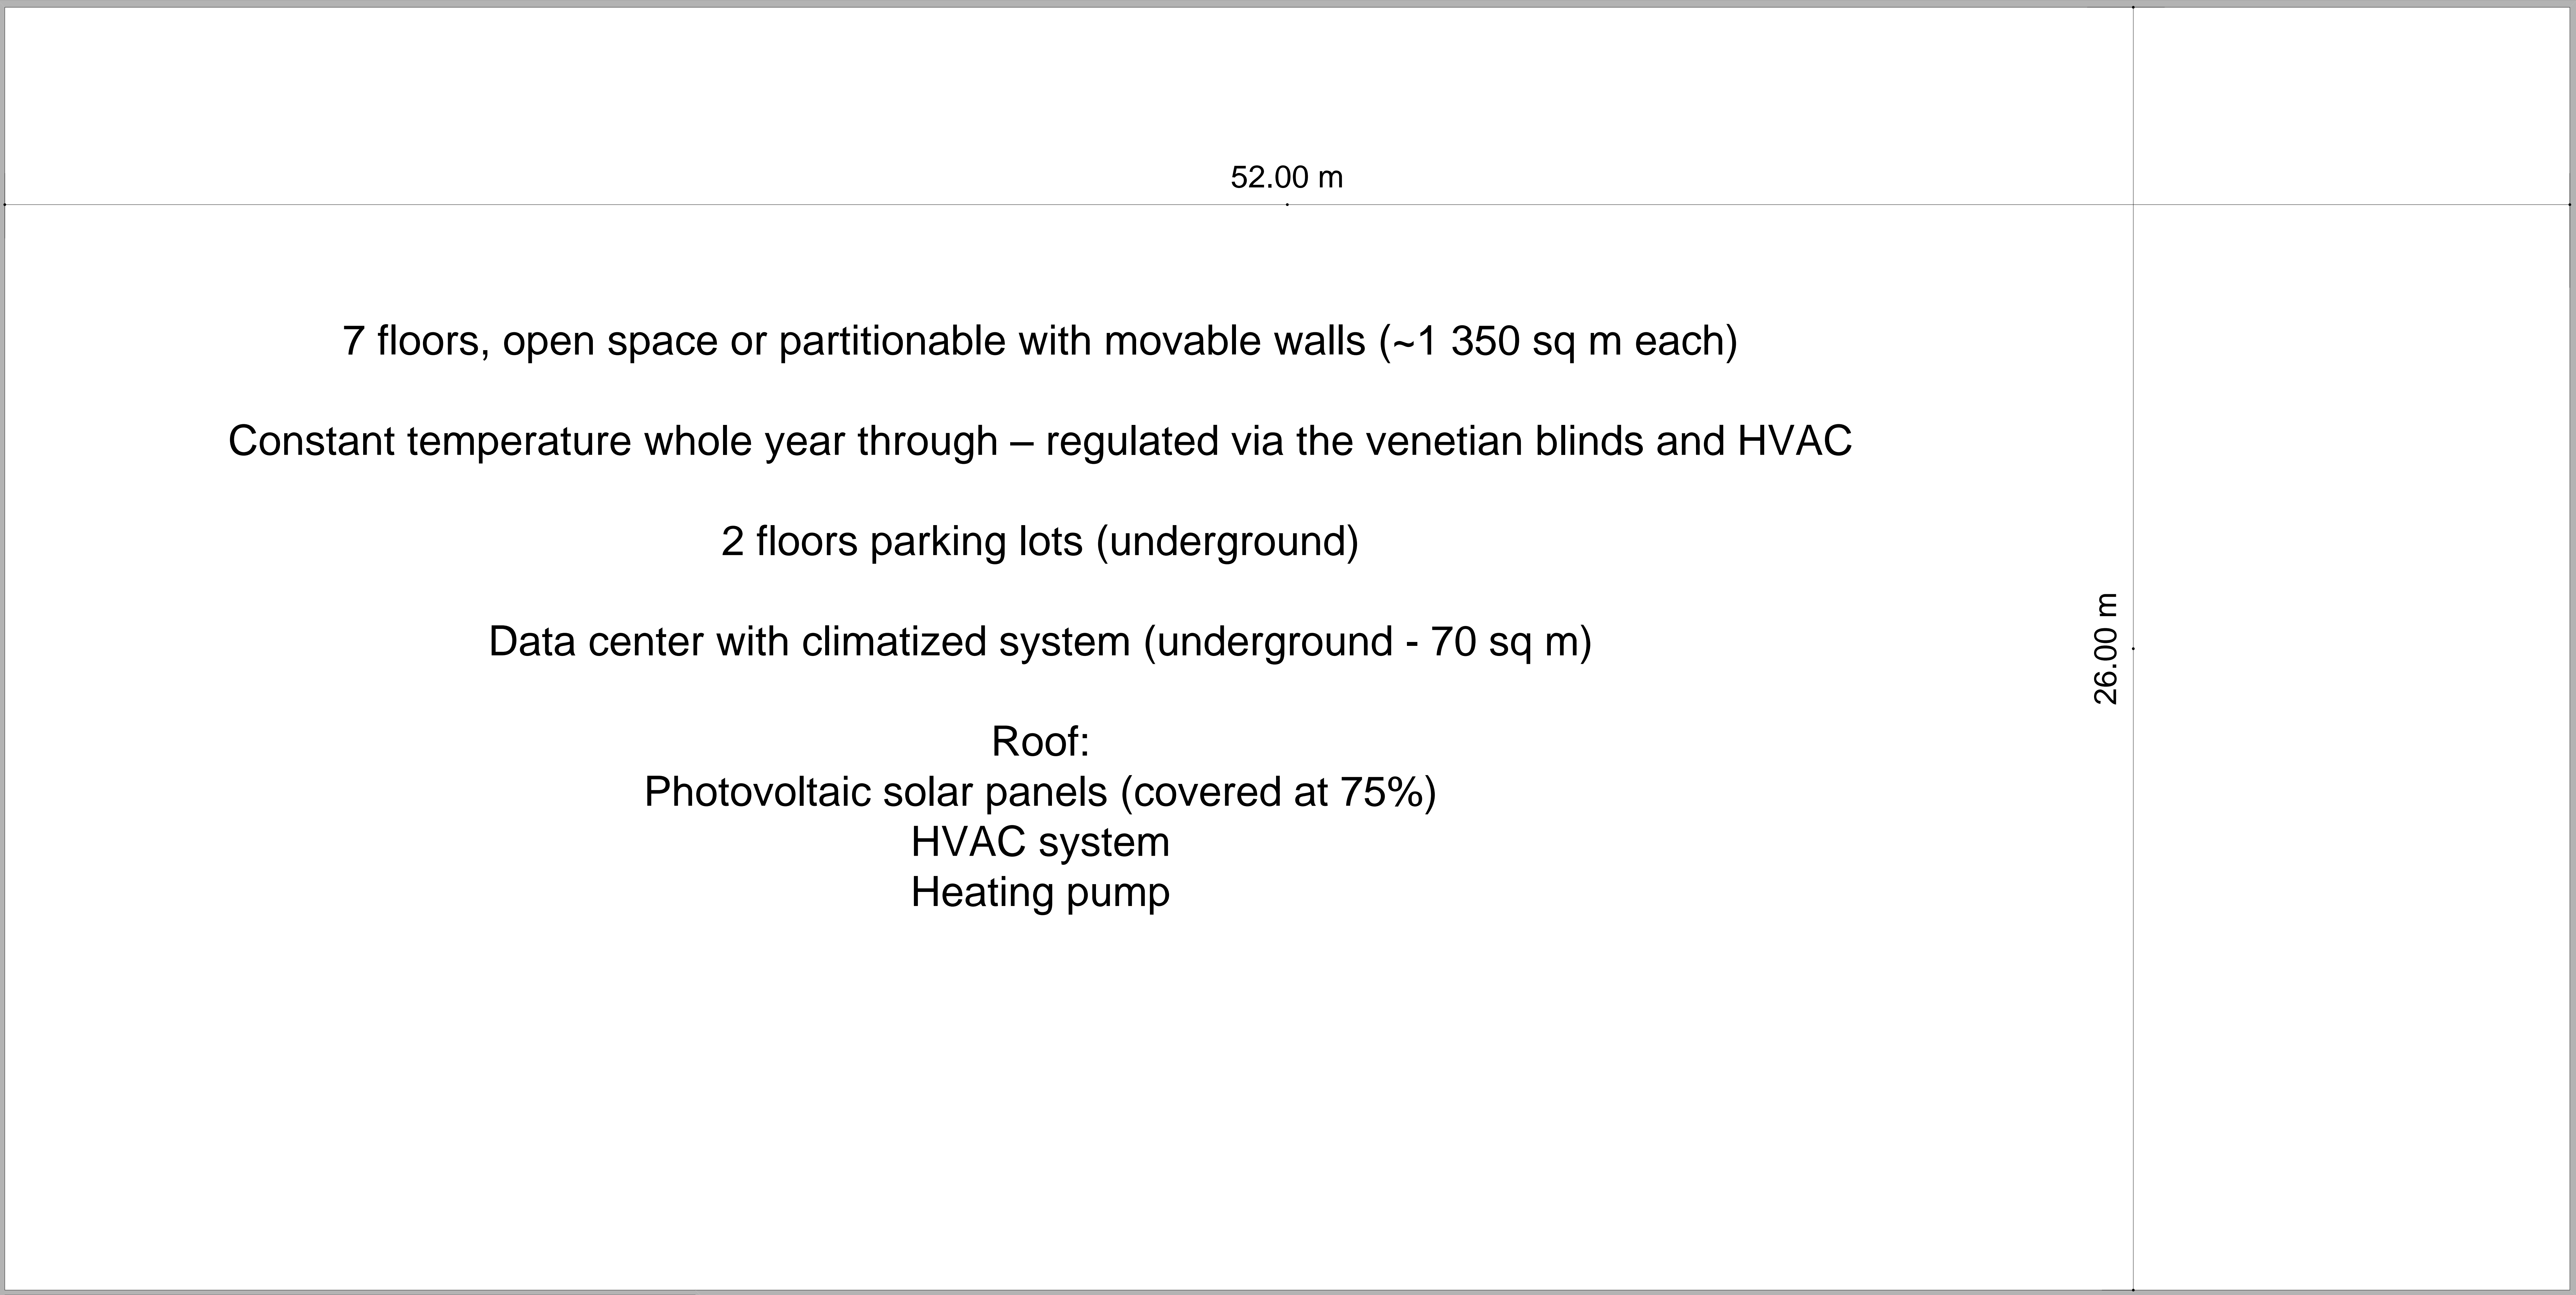 52.00 m
7 floors, open space or partitionable with movable walls (~1 350 sq m each)
Constant temperature whole year through – regulated via the venetian blinds and HVAC
2 floors parking lots (underground)
Data center with climatized system (underground - 70 sq m)
26.00 m
Roof:
Photovoltaic solar panels (covered at 75%)
HVAC system
Heating pump